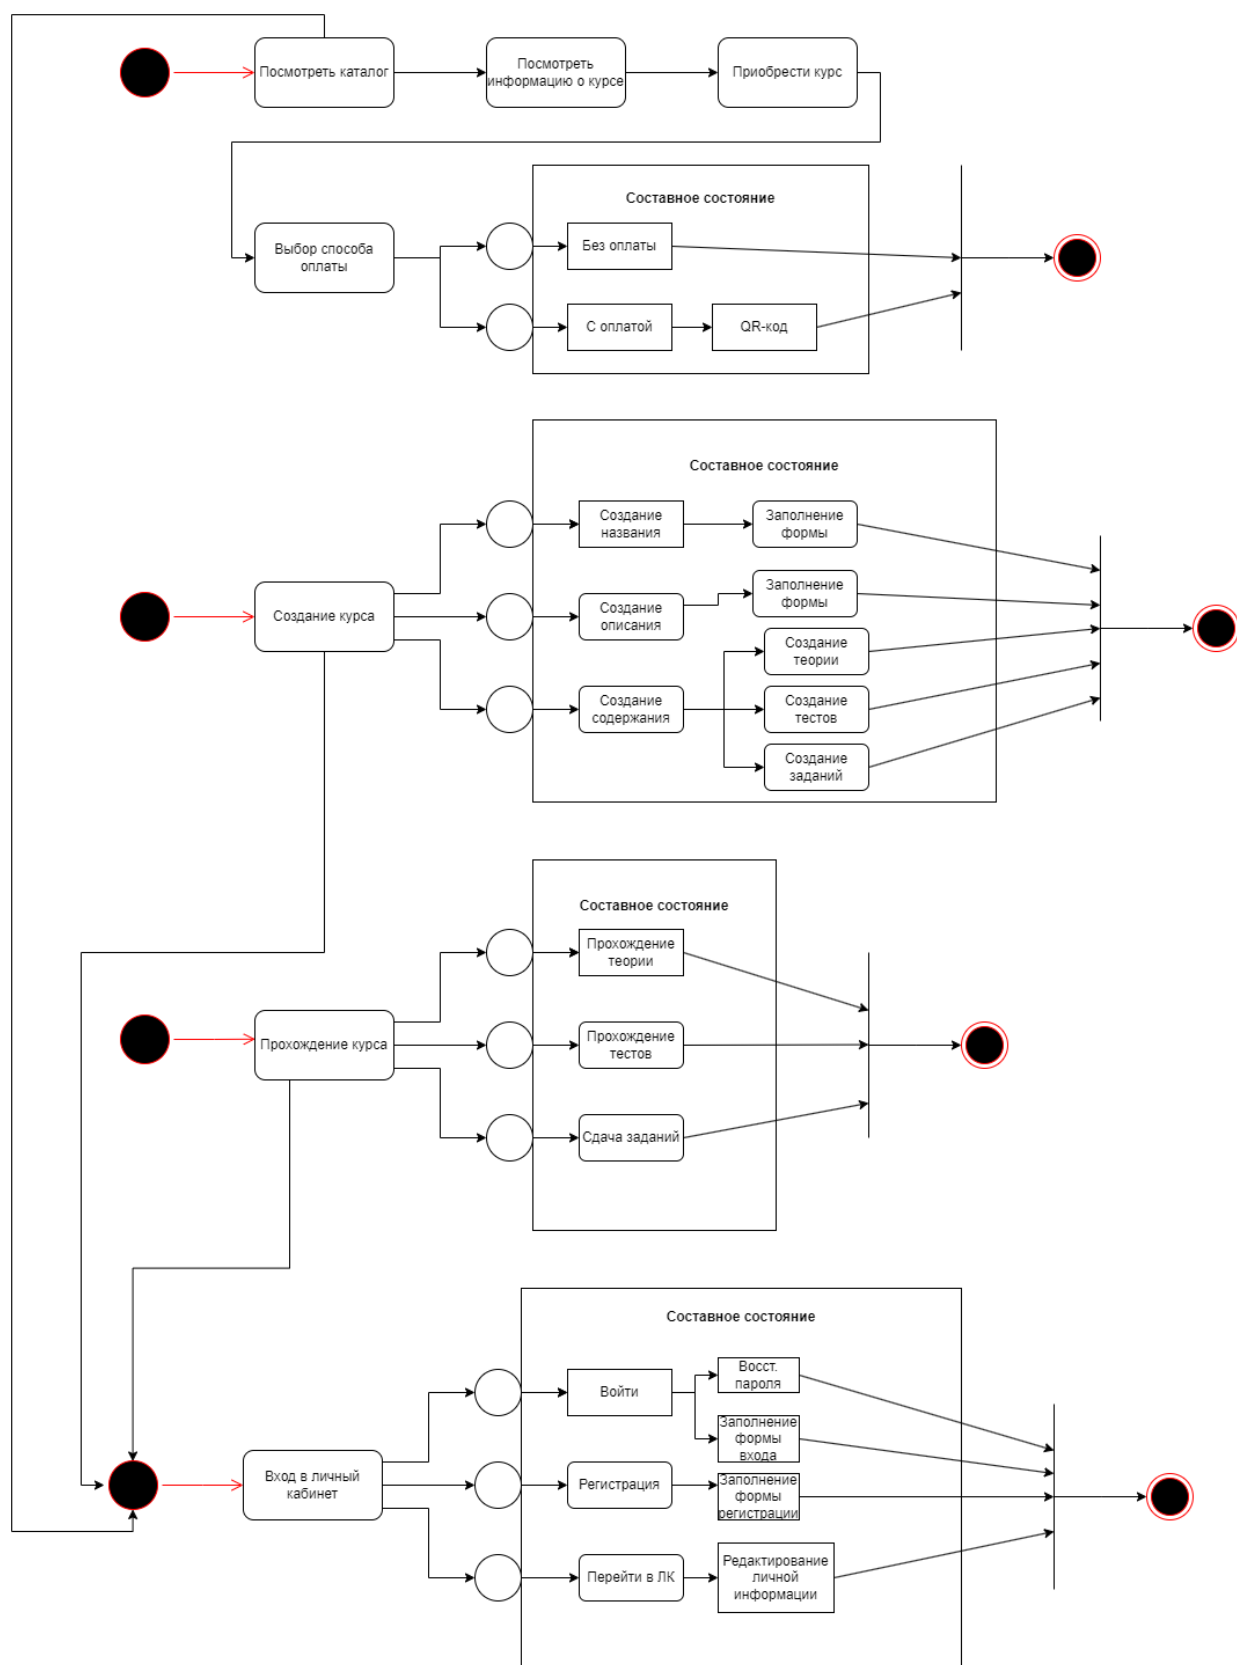 Посмотреть каталог
Посмотреть
информацию о курсе
Приобрести курс
Составное состояние
Выбор способа
оплаты
Без оплаты
С оплатой
QR-код
Составное состояние
Создание
названия
Заполнение
формы
Создание курса
Создание
описания
Заполнение
формы
Создание
теории
Создание
содержания
Создание
тестов
Создание
заданий
Составное состояние
Прохождение
теории
Прохождение курса
Прохождение
тестов
Сдача заданий
Составное состояние
Войти
Восст.
пароля
Заполнение
формы
входа
Вход в личный
кабинет
Регистрация
Заполнение
формы
регистрации
Перейти в ЛК
Редактирование
личной
информации